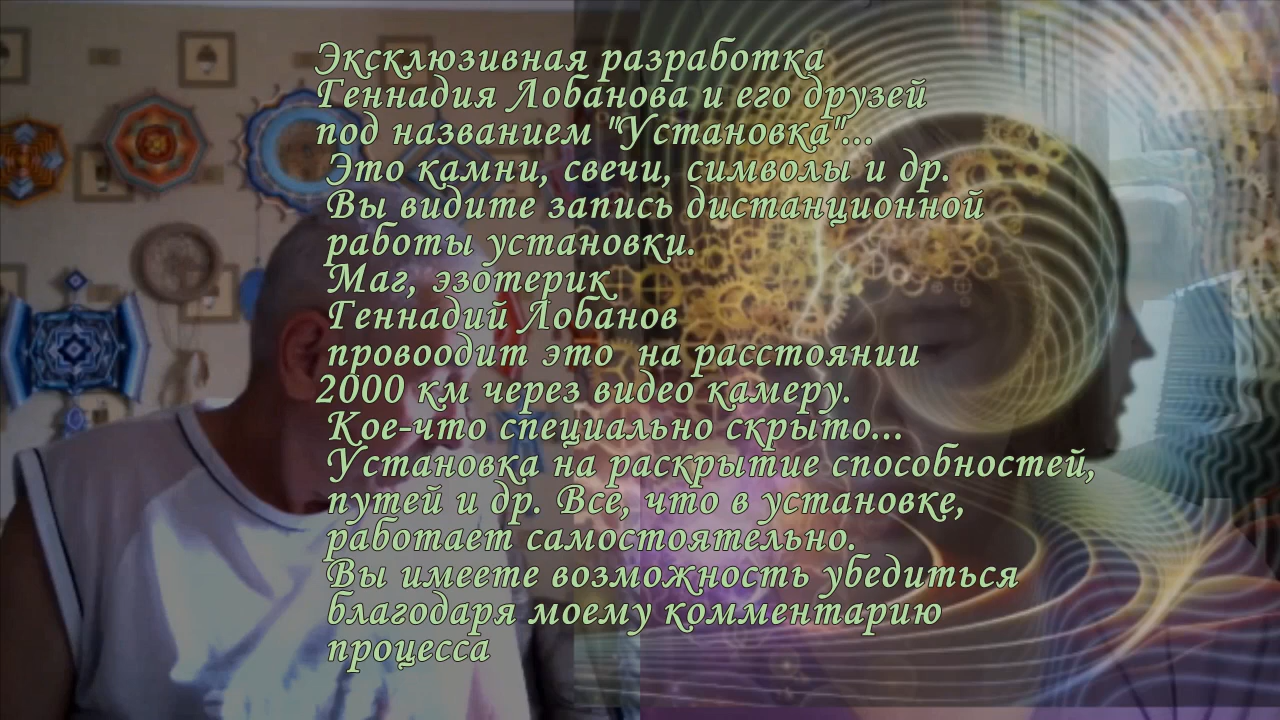 Эксклюзивная разработка
Геннадия Лобанова и его друзей
под названием "Установка"...
Это камни, свечи, символы и др.
Вы видите запись дистанционной
работы установки.
Маг, эзотерик
Геннадий Лобанов
провоодит это на расстоянии
2000 км через видео камеру.
Кое-что специально скрыто...
Установка на раскрытие способностей,
путей и др. Все, что в установке,
работает самостоятельно.
Вы имеете возможность убедиться
благодаря моему комментарию
процесса